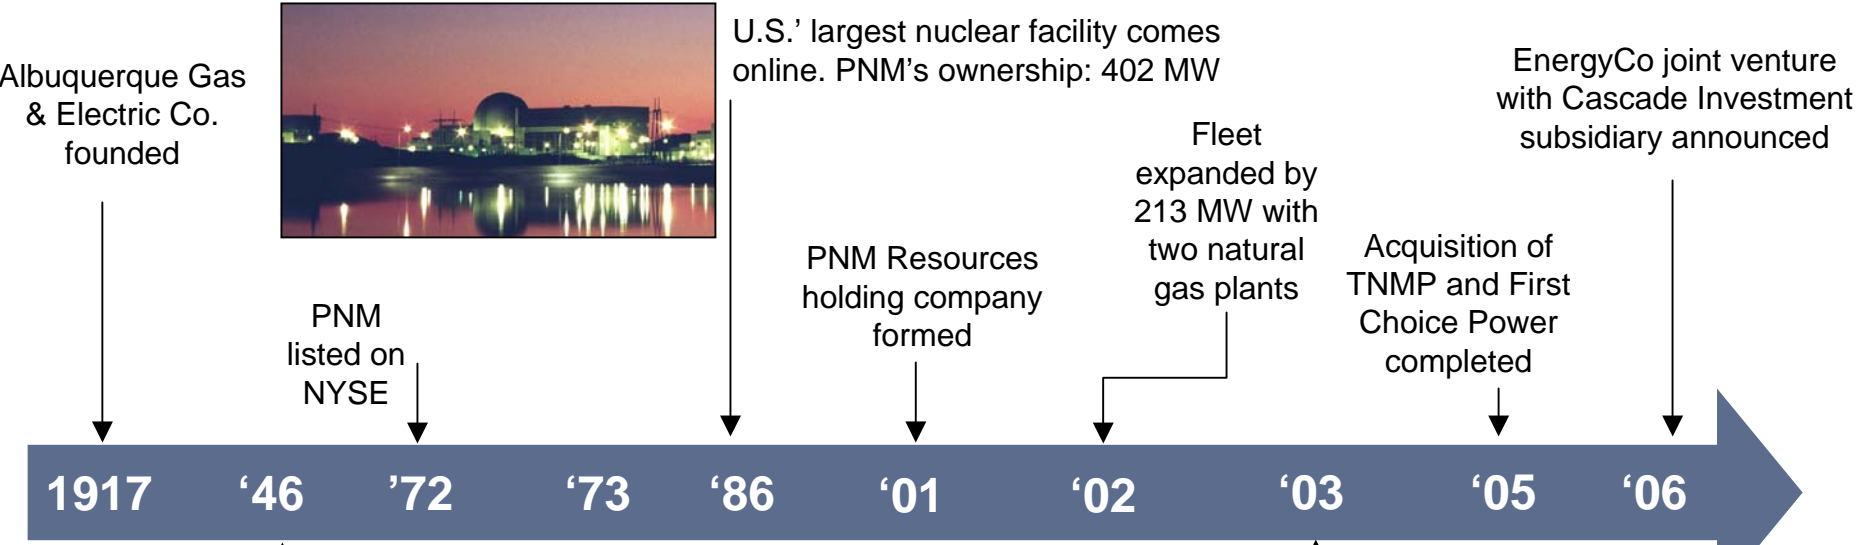 Albuquerque Gas
& Electric Co.
founded
PNM
listed on
NYSE
U.S.’ largest nuclear facility comes
online. PNM’s ownership: 402 MW
PNM Resources
holding company
formed
Fleet
expanded by
213 MW with
two natural
gas plants
Acquisition of
TNMP and First
Choice Power
completed
EnergyCo joint venture
with Cascade Investment
subsidiary announced
1917 ‘46 ’72 ‘73 ‘86 ‘01 ‘02 ‘03 ‘05 ‘06